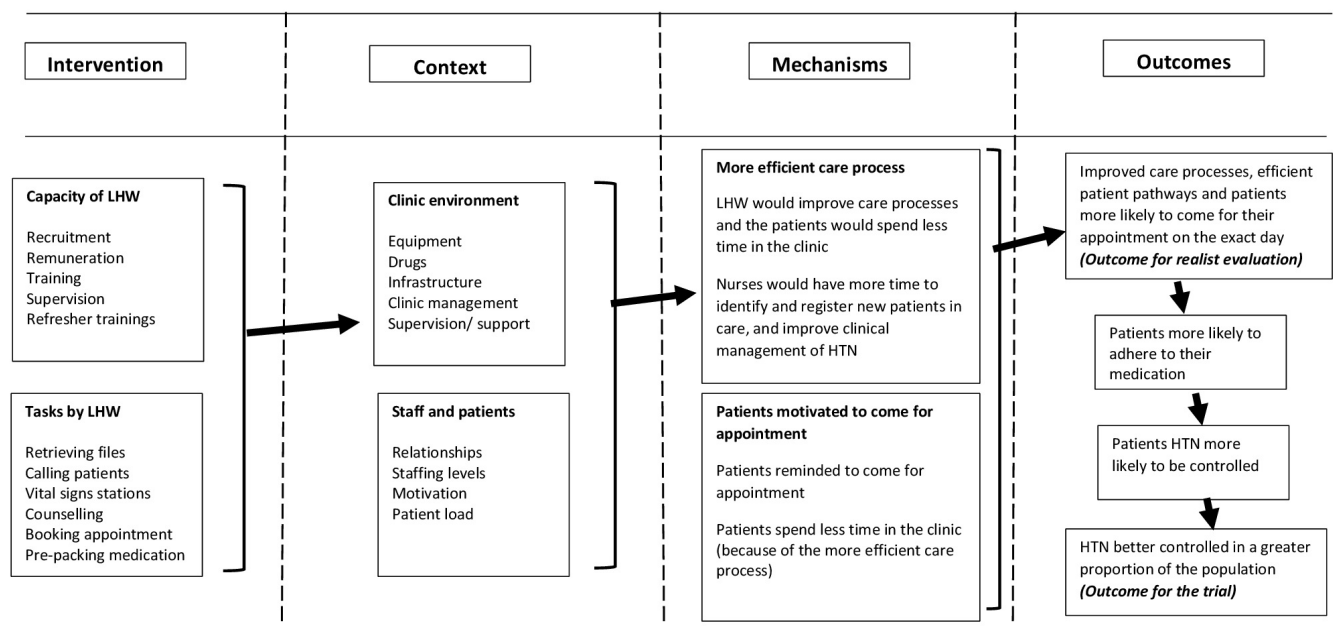 Intervention
Context
Mechanisms
Outcomes
Capacity of LHW
Recruitment
Remuneration
Training
Supervision
Refresher trainings
Tasks by LHW
Retrieving files
Calling patients
Vital signs stations
Counselling
Booking appointment
Pre-packing medication
Clinic environment
Equipment
Drugs
Infrastructure
Clinic management
Supervision/ support
Staff and patients
Relationships
Staffing levels
Motivation
Patient load
More efficient care process
LHW would improve care processes
and the patients would spend less
time in the clinic
Nurses would have more time to
identify and register new patients in
care, and improve clinical
management of HTN
Patients motivated to come for
appointment
Patients reminded to come for
appointment
Patients spend less time in the clinic
(because of the more efficient care
process)
Improved care processes, efficient
patient pathways and patients
more likely to come for their
appointment on the exact day
(Outcome for realist evaluation)
Patients more likely to
adhere to their
medication
Patients HTN more
likely to be controlled
HTN better controlled in a greater
proportion of the population
(Outcome for the trial)